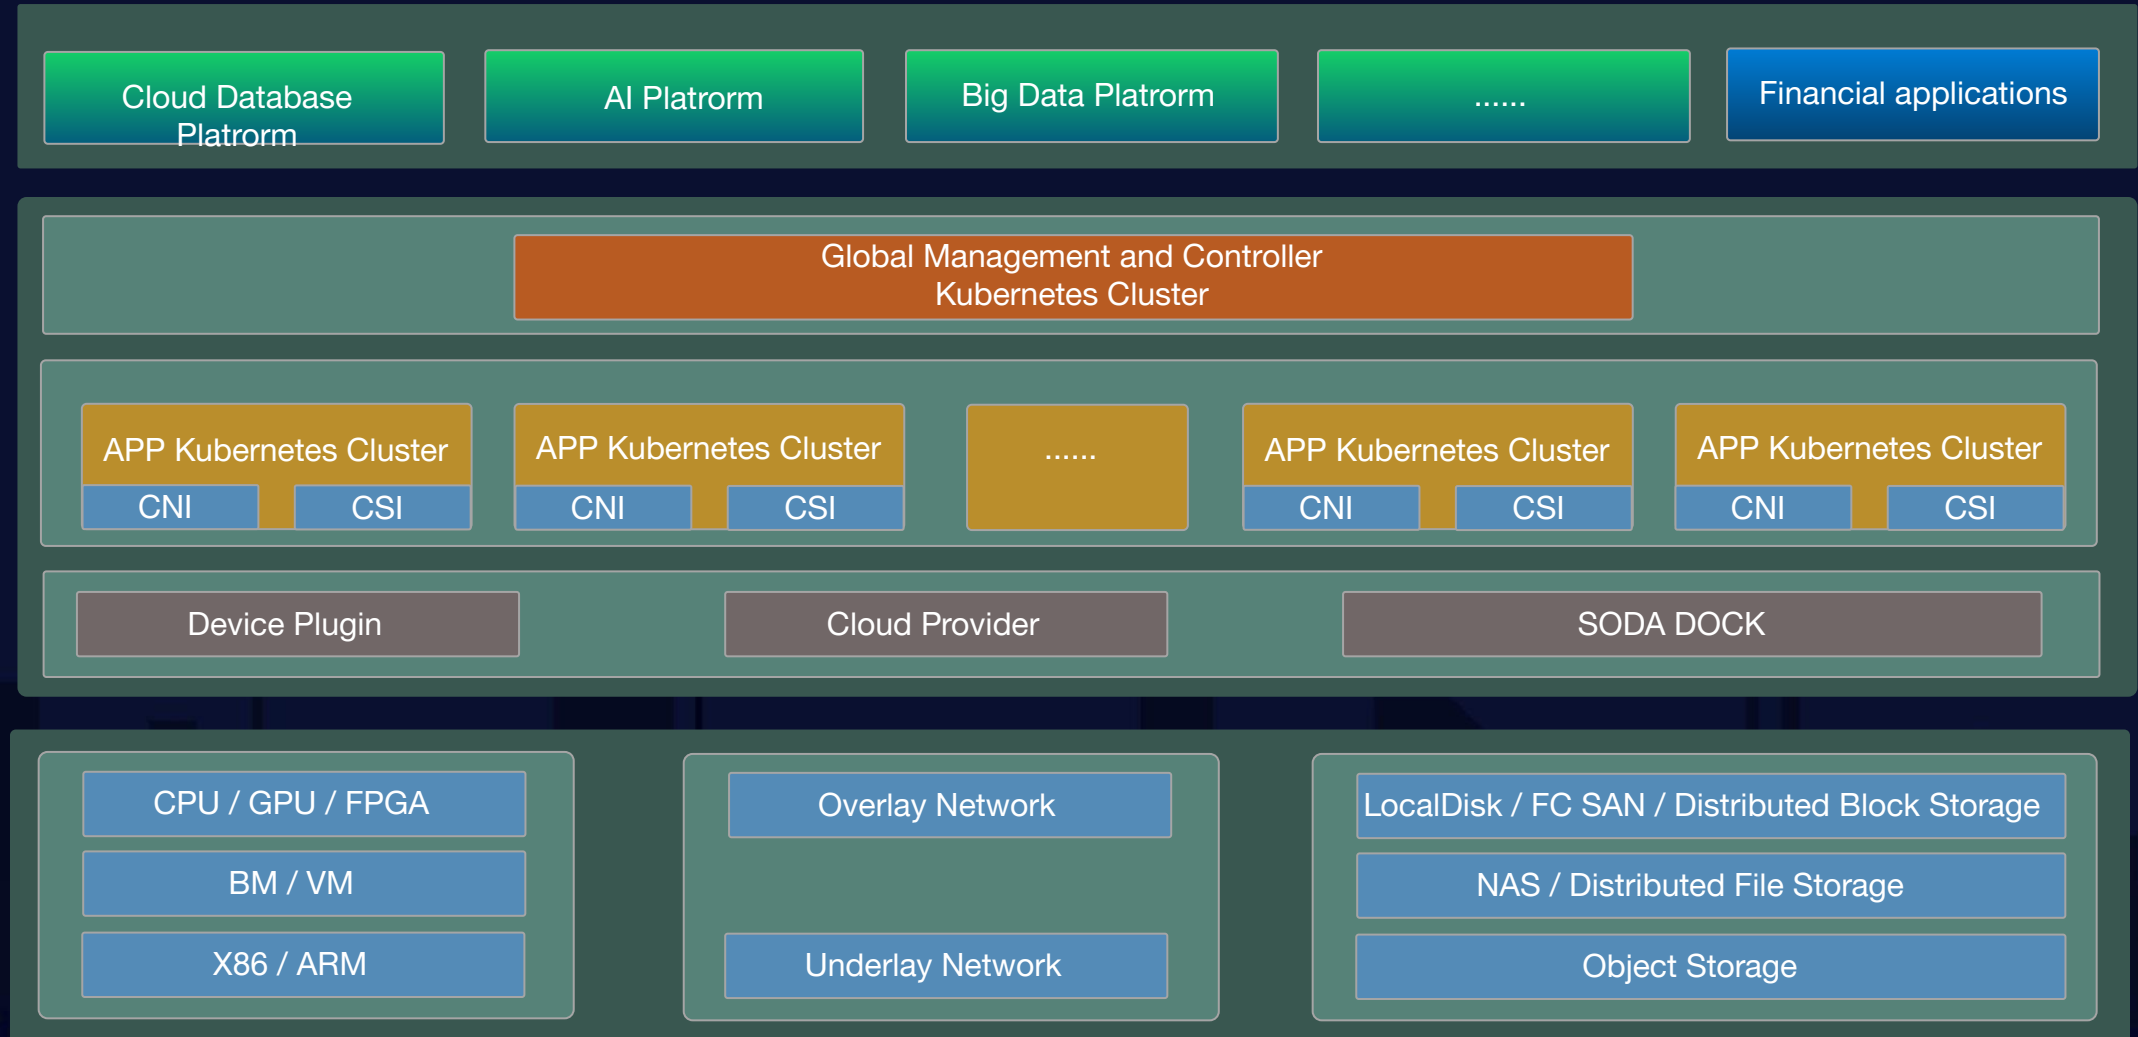 Cloud Database
Platrorm
AI Platrorm
Big Data Platrorm
......
Financial applications
Global Management and Controller
Kubernetes Cluster
APP Kubernetes Cluster
CNI
CSI
APP Kubernetes Cluster
CNI
CSI
......
APP Kubernetes Cluster
CNI
CSI
APP Kubernetes Cluster
CNI
CSI
Device Plugin
Cloud Provider
SODA DOCK
CPU / GPU / FPGA
BM / VM
X86 / ARM
Overlay Network
Underlay Network
LocalDisk / FC SAN / Distributed Block Storage
NAS / Distributed File Storage
Object Storage